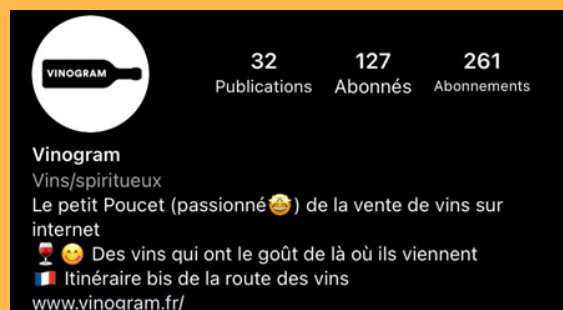 VINOGRAM
32 127 261
Publications Abonnés Abonnements
Vinogram
Vins/spiritueux
Le petit Poucet (passionné🤩) de la vente de vins sur
internet
🍷😋 Des vins qui ont le goût de là où ils viennent
🇫🇷 Itinéraire bis de la route des vins
www.vinogram.fr/